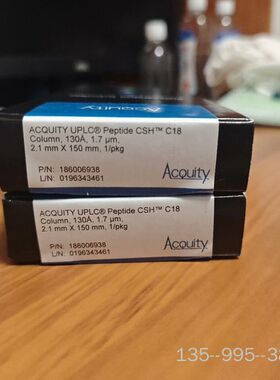 Acquity
ACQUITY UPLC® Peptide CSH™ C18
Column, 130Å, 1.7 µm,
2.1 mm X 150 mm, 1/pkg
P/N: 186006938
L/N: 0196343461
Acquity
ACQUITY UPLC® Peptide CSH™ C18
Column, 130Å, 1.7 µm,
2.1 mm X 150 mm, 1/pkg
P/N: 186006938
L/N: 0196343461
Acquity
135--995--38